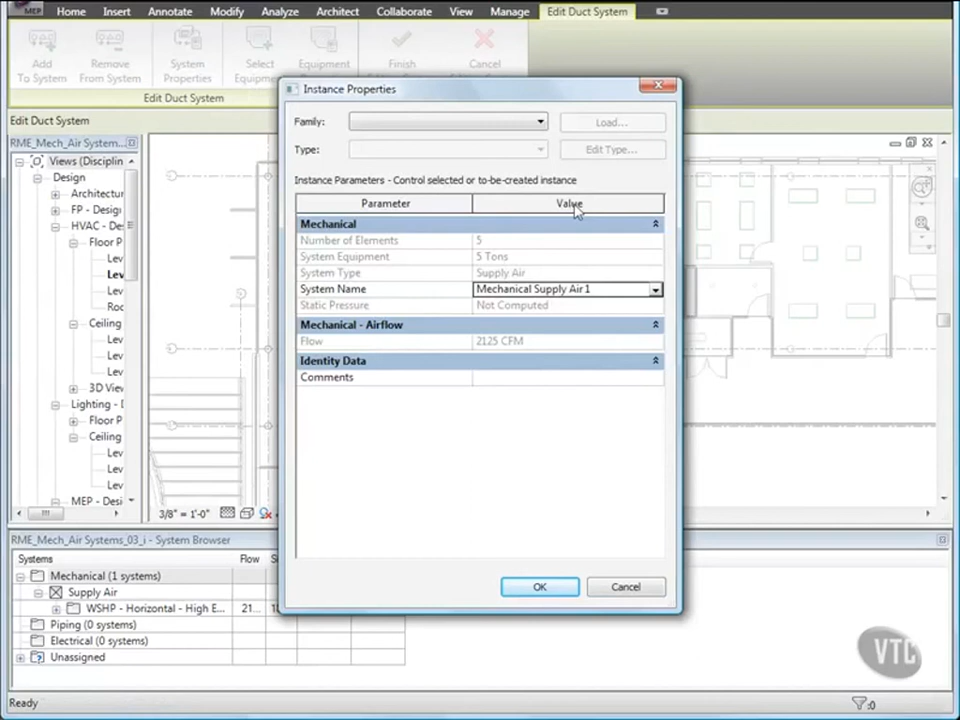 MEP Home Insert Annotate Modify Analyze Architect Collaborate View Manage Edit Duct System
Add To System
Remove From System
System Properties
Select
Equipment
Finish
Cancel
Edit Duct System
Edit Duct System
Instance Properties
Family:
Load...
Type:
Edit Type...
Instance Parameters - Control selected or to-be-created instance
Parameter Value
Mechanical
Number of Elements 5
System Equipment 5 Tons
System Type Supply Air
System Name Mechanical Supply Air 1
Static Pressure Not Computed
Mechanical - Airflow
Flow 2125 CFM
Identity Data
Comments
OK Cancel
RME_Mech_Air System...
Views (Disciplin
Design
Architectur
FP - Design
HVAC - De:
Floor P
Lev
Lev
Lev
Roo
Ceiling
Lev
Lev
Lev
3D View
Lighting - D
Floor P
Ceiling
Lev
Lev
Lev
MEP - Desi
3/8" = 1'-0"
RME_Mech_Air Systems_03_i - System Browser
Systems Flow
Mechanical (1 systems)
Supply Air
WSHP - Horizontal - High E... 21...
Piping (0 systems)
Electrical (0 systems)
Unassigned
Ready
:0
VTC